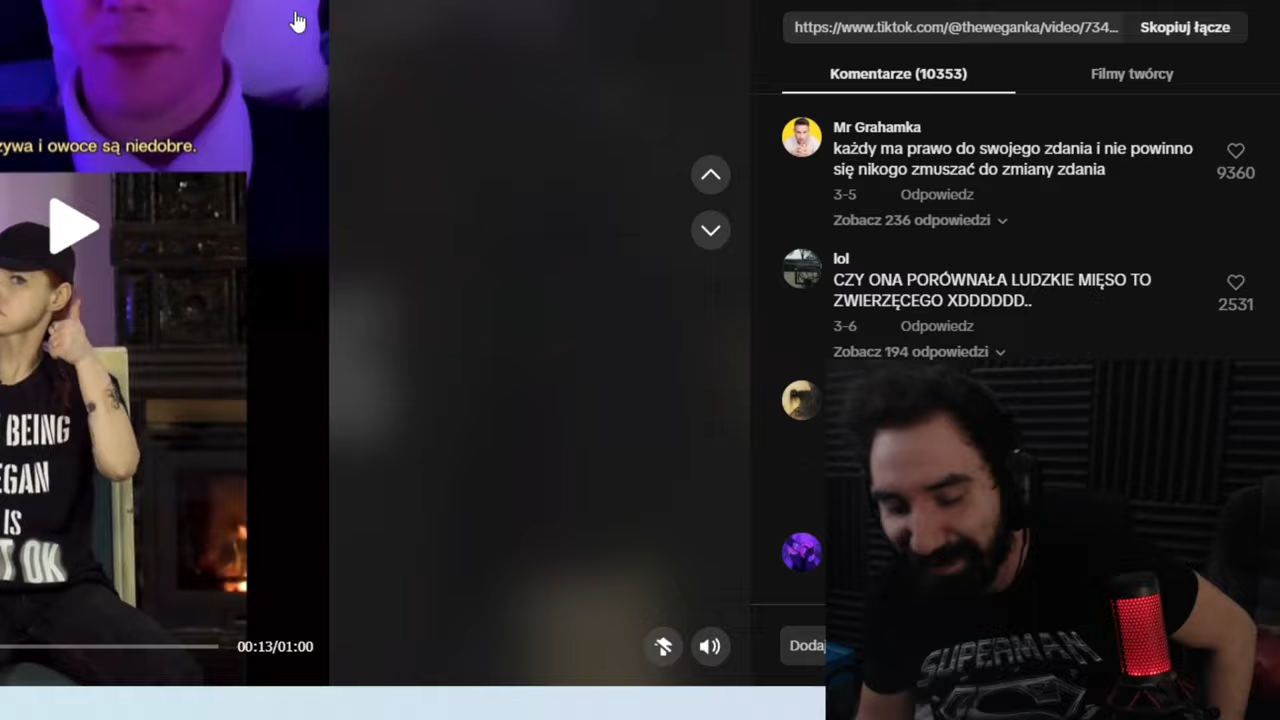 https://www.tiktok.com/@theweganka/video/734...
Skopiuj łącze
Komentarze (10353)
Filmy twórcy
Mr Grahamka
każdy ma prawo do swojego zdania i nie powinno
się nikogo zmuszać do zmiany zdania
9360
3-5 Odpowiedz
Zobacz 236 odpowiedzi
lol
CZY ONA PORÓWNAŁA LUDZKIE MIĘSO TO
ZWIERZĘCEGO XDDDDDD..
2531
3-6 Odpowiedz
Zobacz 194 odpowiedzi
i owoce są niedobre.
BEING
IS
OK
00:13/01:00
SUPERMAN